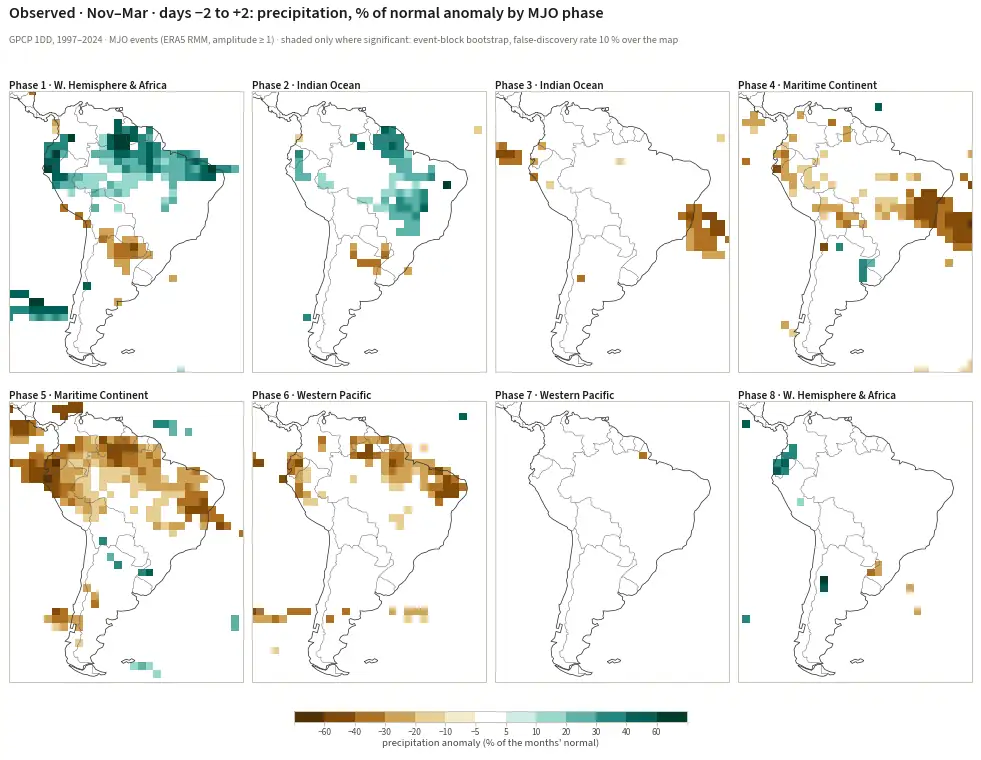 Observed · Nov–Mar · days −2 to +2: precipitation, % of normal anomaly by MJO phase
GPCP 1DD, 1997–2024 · MJO events (ERA5 RMM, amplitude ≥ 1) · shaded only where significant: event-block bootstrap, false-discovery rate 10 % over the map
Phase 1 · W. Hemisphere & Africa
Phase 2 · Indian Ocean
Phase 3 · Indian Ocean
Phase 4 · Maritime Continent
Phase 5 · Maritime Continent
Phase 6 · Western Pacific
Phase 7 · Western Pacific
Phase 8 · W. Hemisphere & Africa
−60 −40 −30 −20 −10 −5 5 10 20 30 40 60
precipitation anomaly (% of the months' normal)